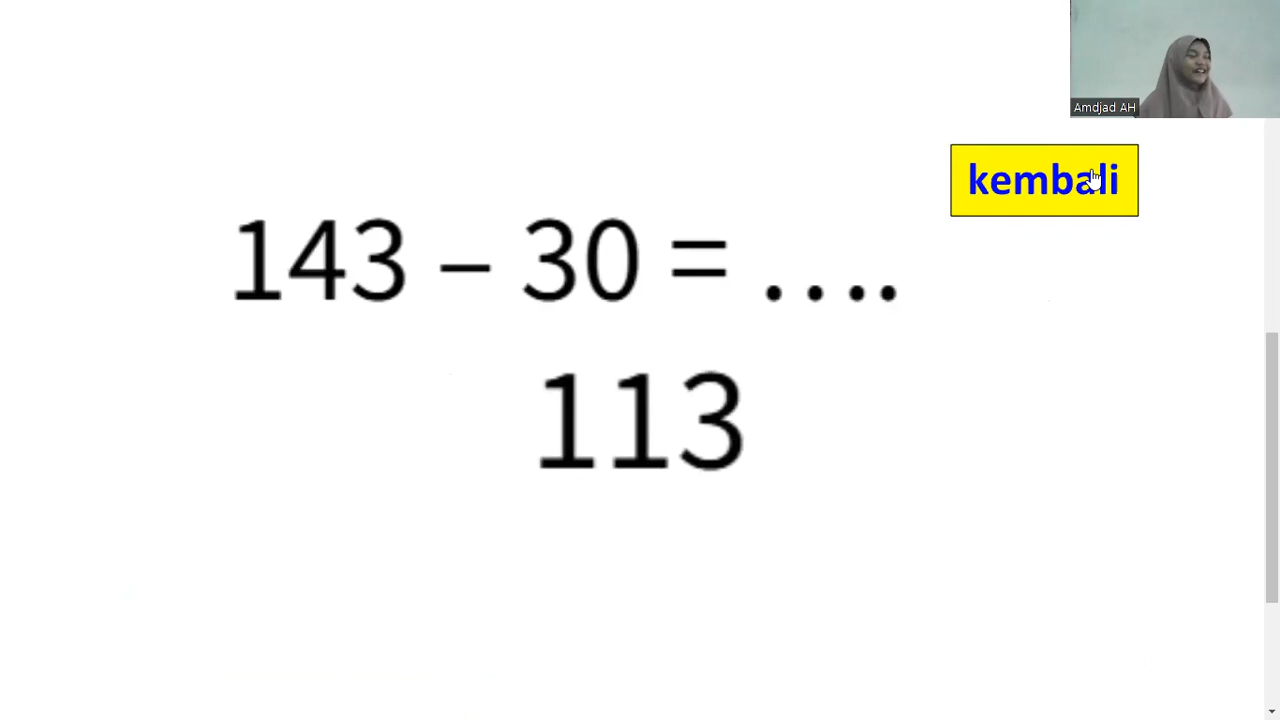 Amdjad AH
kembali
143 – 30 = ....
113